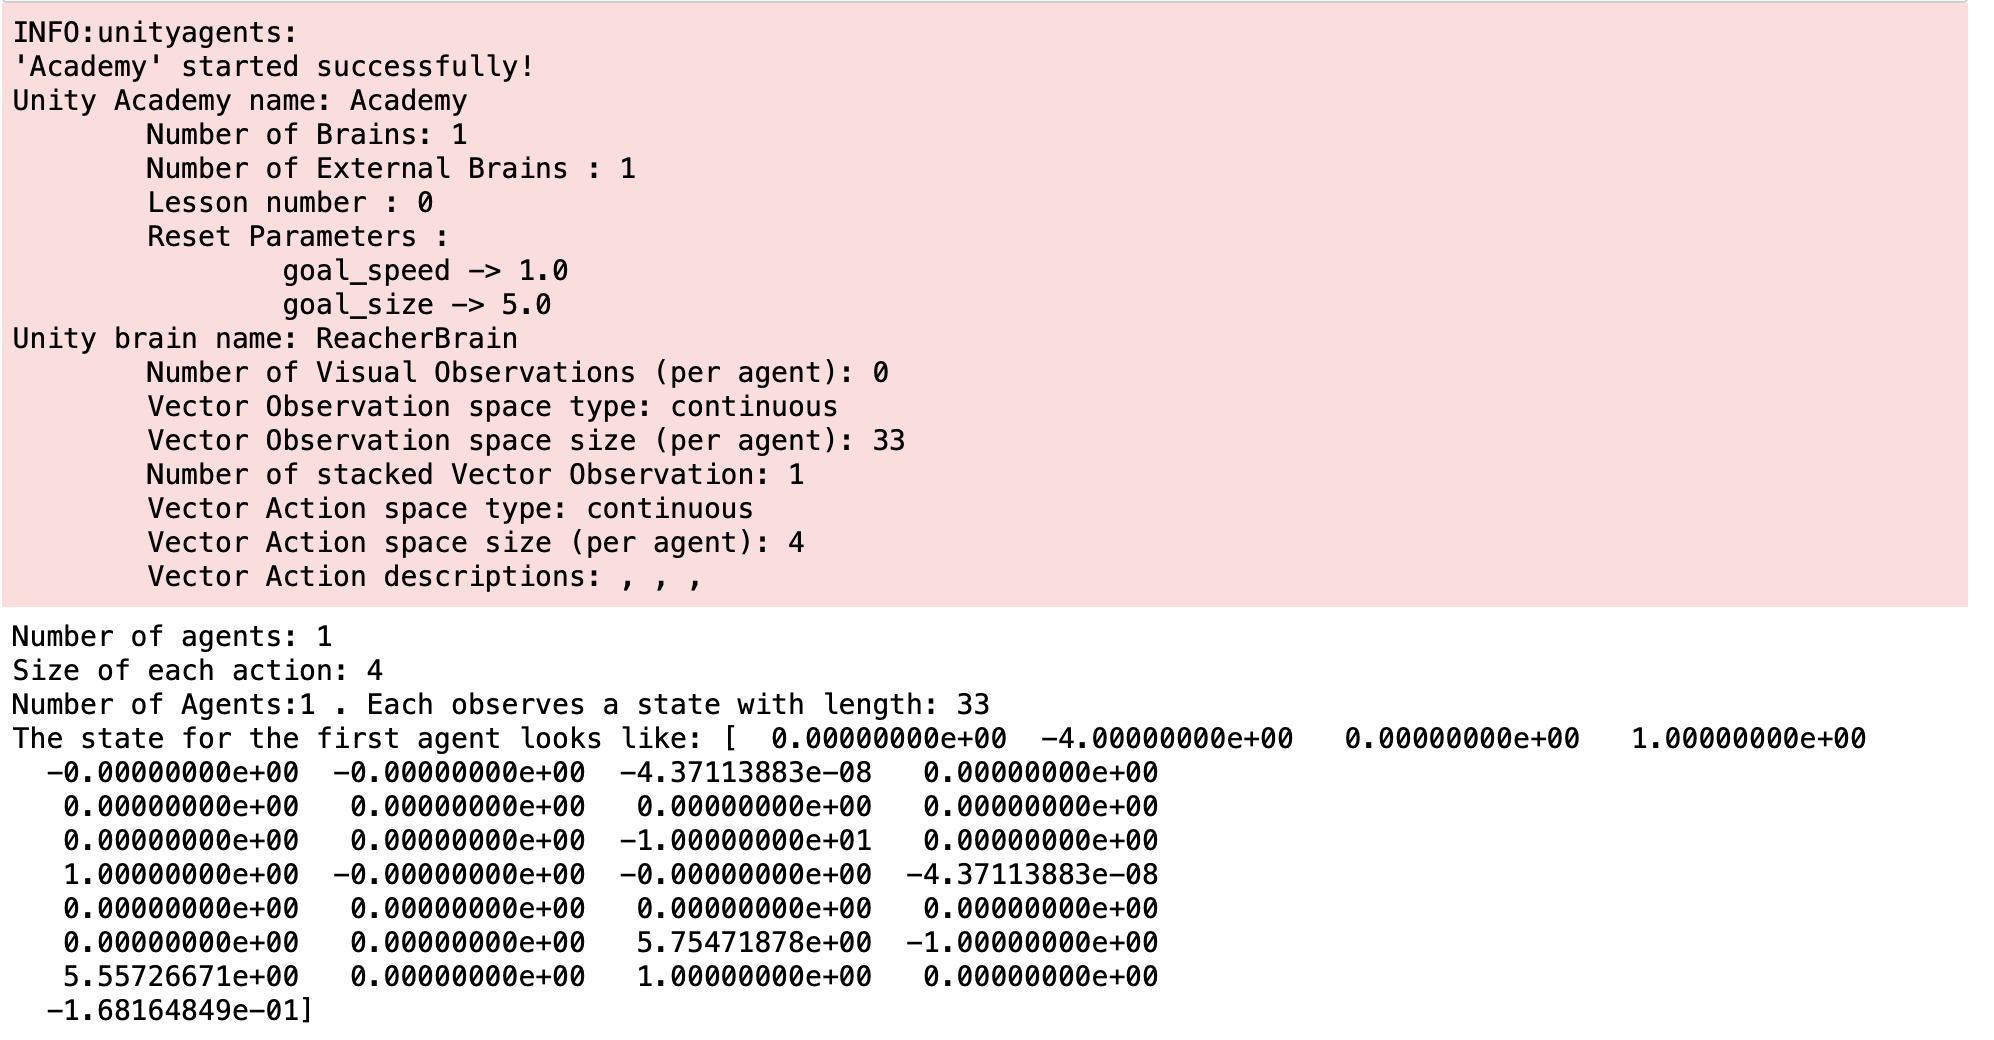 INFO:unityagents:
'Academy' started successfully!
Unity Academy name: Academy
        Number of Brains: 1
        Number of External Brains : 1
        Lesson number : 0
        Reset Parameters :
                goal_speed -> 1.0
                goal_size -> 5.0
Unity brain name: ReacherBrain
        Number of Visual Observations (per agent): 0
        Vector Observation space type: continuous
        Vector Observation space size (per agent): 33
        Number of stacked Vector Observation: 1
        Vector Action space type: continuous
        Vector Action space size (per agent): 4
        Vector Action descriptions: , , ,
Number of agents: 1
Size of each action: 4
Number of Agents:1 . Each observes a state with length: 33
The state for the first agent looks like: [  0.00000000e+00  -4.00000000e+00   0.00000000e+00   1.00000000e+00
  -0.00000000e+00  -0.00000000e+00  -4.37113883e-08   0.00000000e+00
   0.00000000e+00   0.00000000e+00   0.00000000e+00   0.00000000e+00
   0.00000000e+00   0.00000000e+00  -1.00000000e+01   0.00000000e+00
   1.00000000e+00  -0.00000000e+00  -0.00000000e+00  -4.37113883e-08
   0.00000000e+00   0.00000000e+00   0.00000000e+00   0.00000000e+00
   0.00000000e+00   0.00000000e+00   5.75471878e+00  -1.00000000e+00
   5.55726671e+00   0.00000000e+00   1.00000000e+00   0.00000000e+00
  -1.68164849e-01]